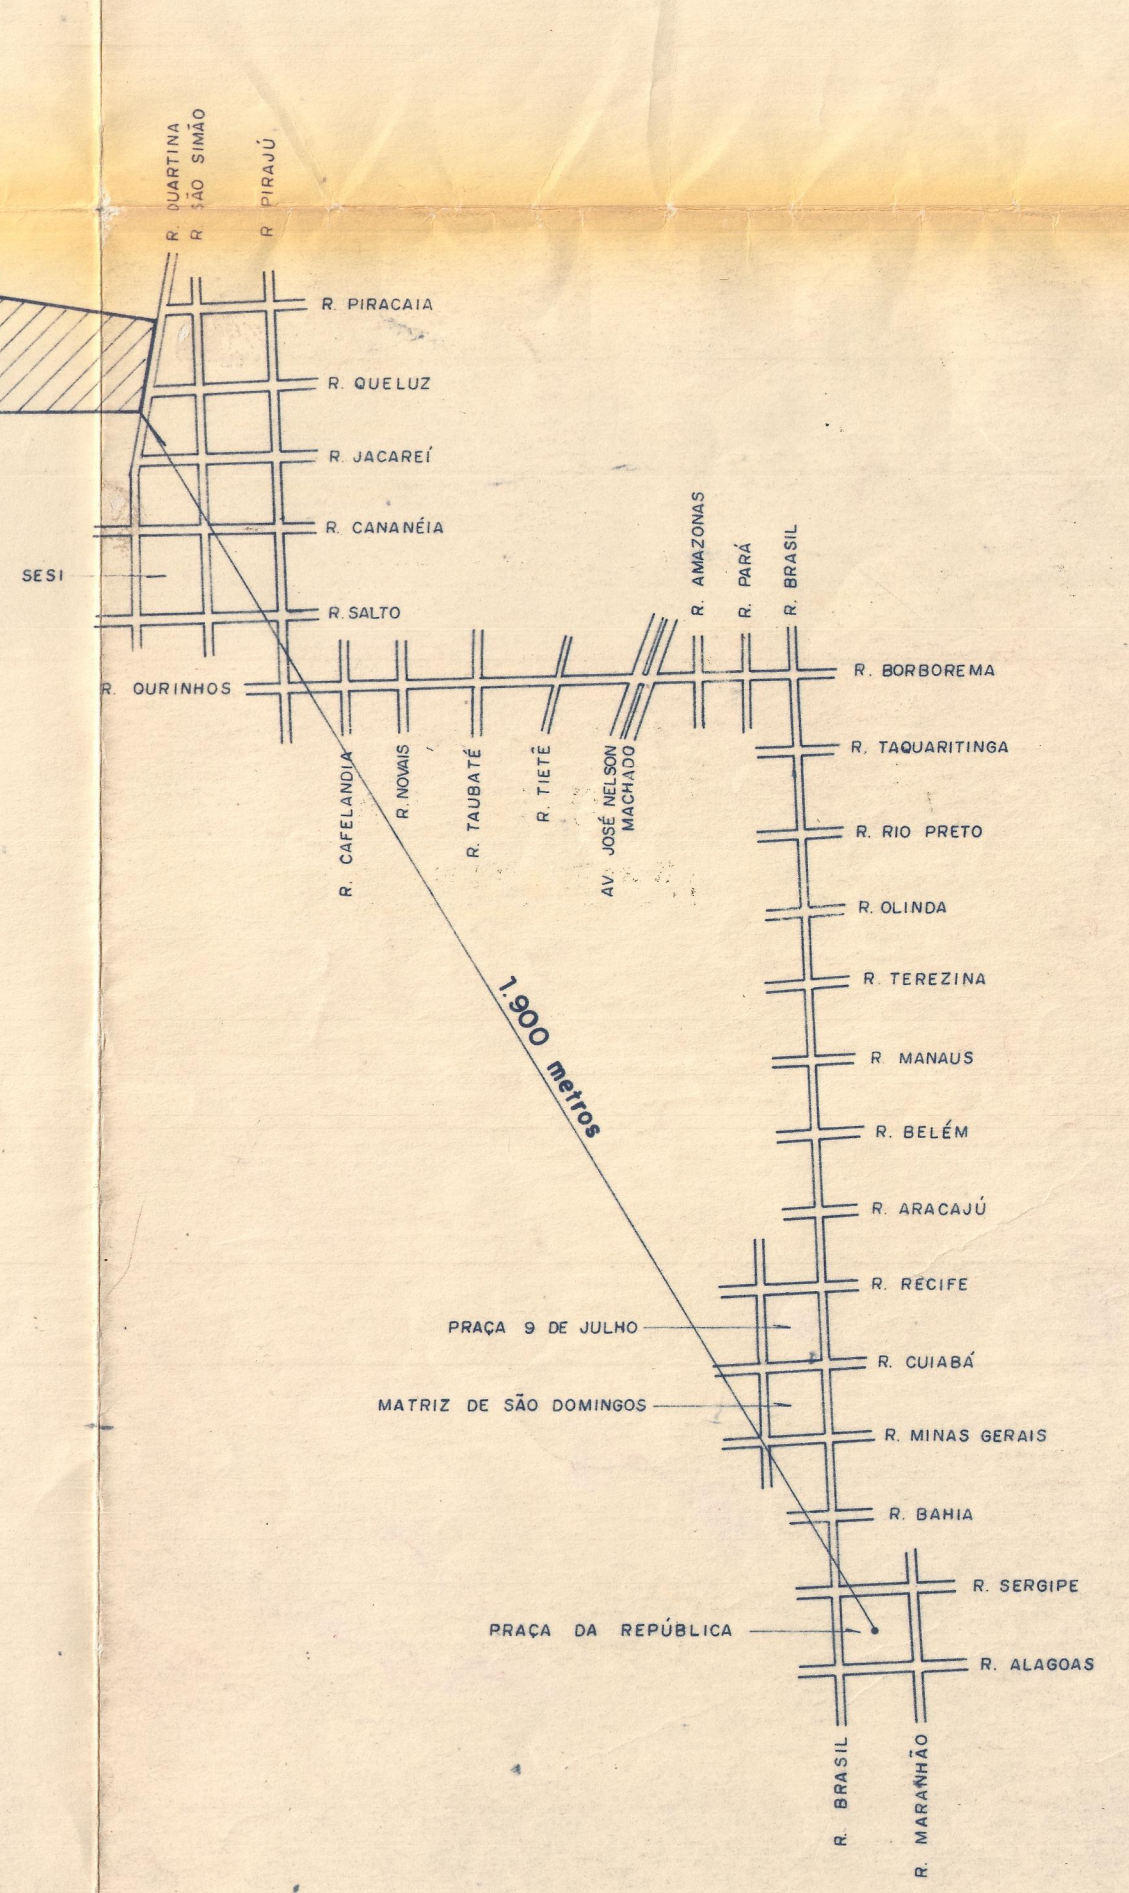 R. DUARTINA
R. SÃO SIMÃO
R PIRAJÚ
R. PIRACAIA
R. QUELUZ
R. JACAREÍ
R. CANANÉIA
SESI
R. SALTO
R. AMAZONAS
R. PARÁ
R. BRASIL
R. OURINHOS
R. BORBOREMA
R. CAFELANDIA
R. NOVAIS
R. TAUBATÉ
R. TIETÊ
AV. JOSÉ NELSON
MACHADO
R. TAQUARITINGA
R. RIO PRETO
R. OLINDA
R. TEREZINA
1.900 metros
R. MANAUS
R. BELÉM
R. ARACAJÚ
R. RECIFE
PRAÇA 9 DE JULHO
R. CUIABÁ
MATRIZ DE SÃO DOMINGOS
R. MINAS GERAIS
R. BAHIA
R. SERGIPE
PRAÇA DA REPÚBLICA
R. ALAGOAS
R. BRASIL
R. MARANHÃO